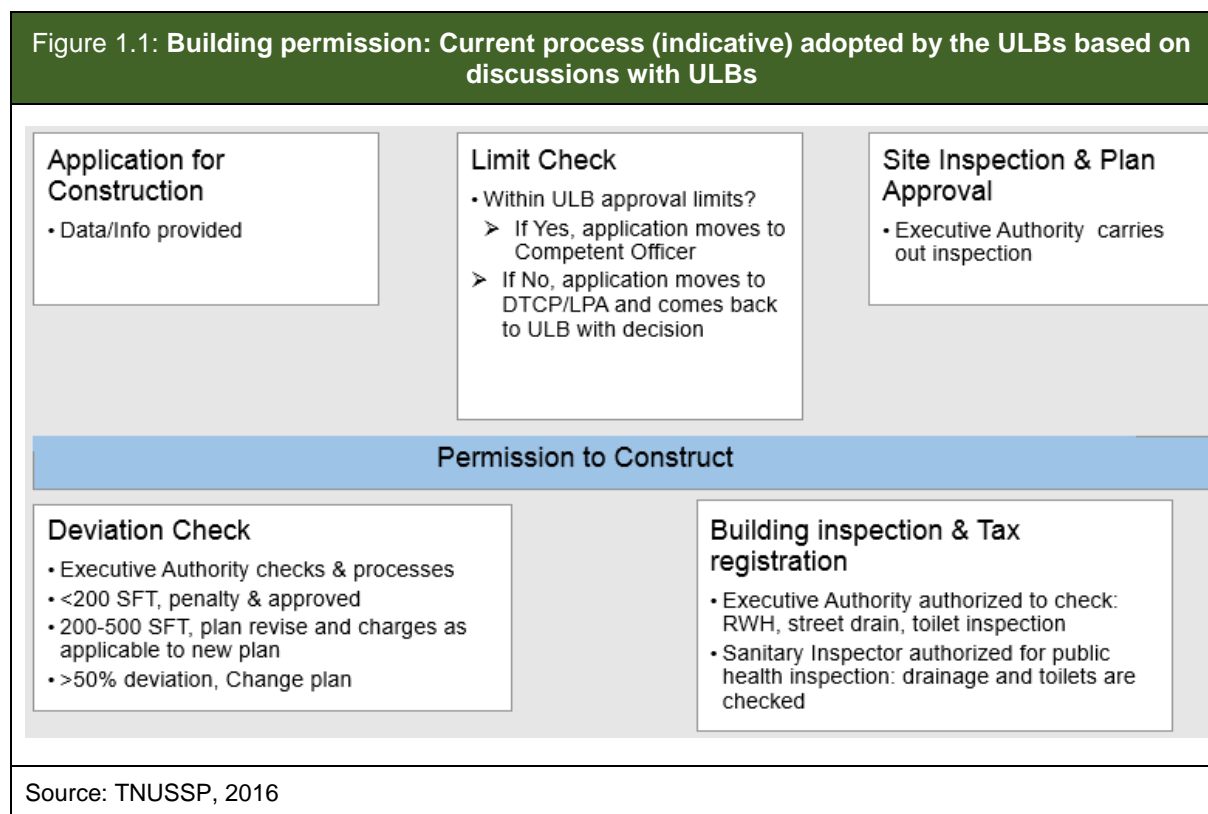 Figure 1.1: Building permission: Current process (indicative) adopted by the ULBs based on
discussions with ULBs
Application for
Construction
• Data/Info provided
Limit Check
• Within ULB approval limits?
➢ If Yes, application moves to
Competent Officer
➢ If No, application moves to
DTCP/LPA and comes back
to ULB with decision
Site Inspection & Plan
Approval
• Executive Authority carries
out inspection
Permission to Construct
Deviation Check
• Executive Authority checks & processes
• <200 SFT, penalty & approved
• 200-500 SFT, plan revise and charges as
applicable to new plan
• >50% deviation, Change plan
Building inspection & Tax
registration
• Executive Authority authorized to check:
RWH, street drain, toilet inspection
• Sanitary Inspector authorized for public
health inspection: drainage and toilets are
checked
Source: TNUSSP, 2016